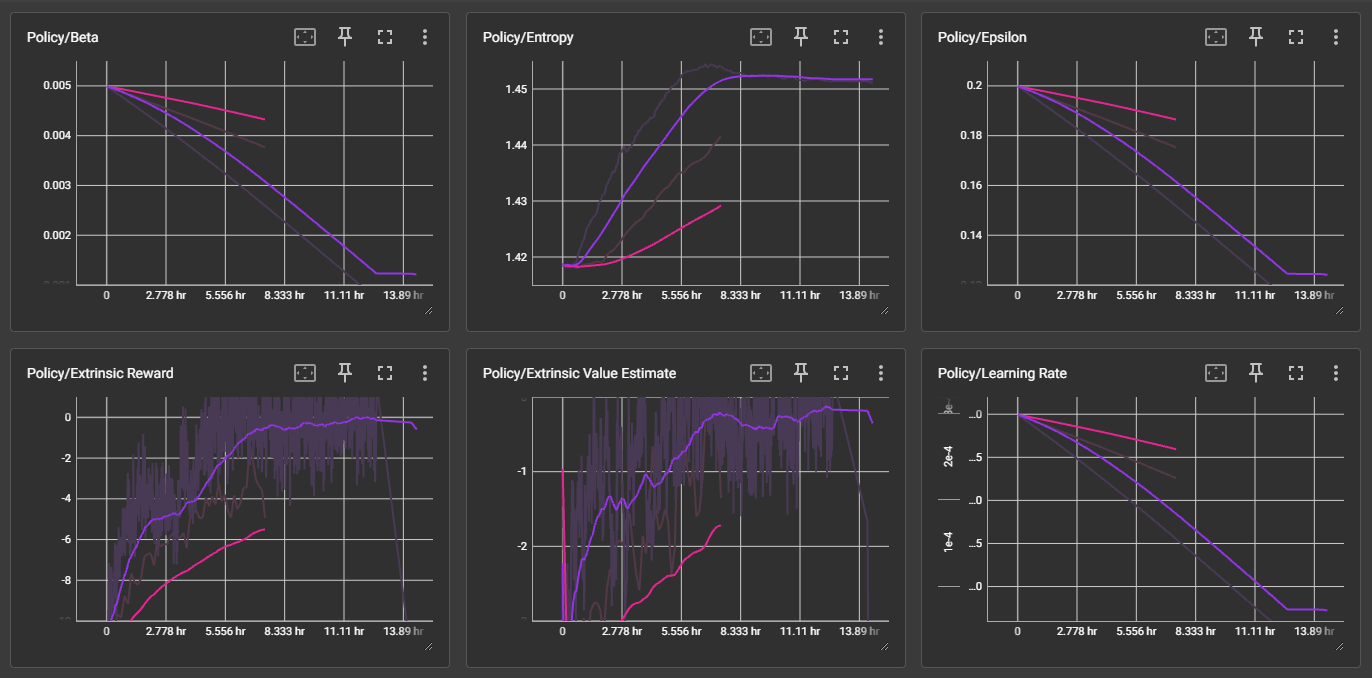 Policy/Beta
0.005
0.004
0.003
0.002
0 2.778 hr 5.556 hr 8.333 hr 11.11 hr 13.89 hr
Policy/Entropy
1.45
1.44
1.43
1.42
0 2.778 hr 5.556 hr 8.333 hr 11.11 hr 13.89 hr
Policy/Epsilon
0.2
0.18
0.16
0.14
0 2.778 hr 5.556 hr 8.333 hr 11.11 hr 13.89 hr
Policy/Extrinsic Reward
0
-2
-4
-6
-8
0 2.778 hr 5.556 hr 8.333 hr 11.11 hr 13.89 hr
Policy/Extrinsic Value Estimate
-1
-2
0 2.778 hr 5.556 hr 8.333 hr 11.11 hr 13.89 hr
Policy/Learning Rate
..0
2e-4
..5
..0
1e-4
..5
..0
0 2.778 hr 5.556 hr 8.333 hr 11.11 hr 13.89 hr